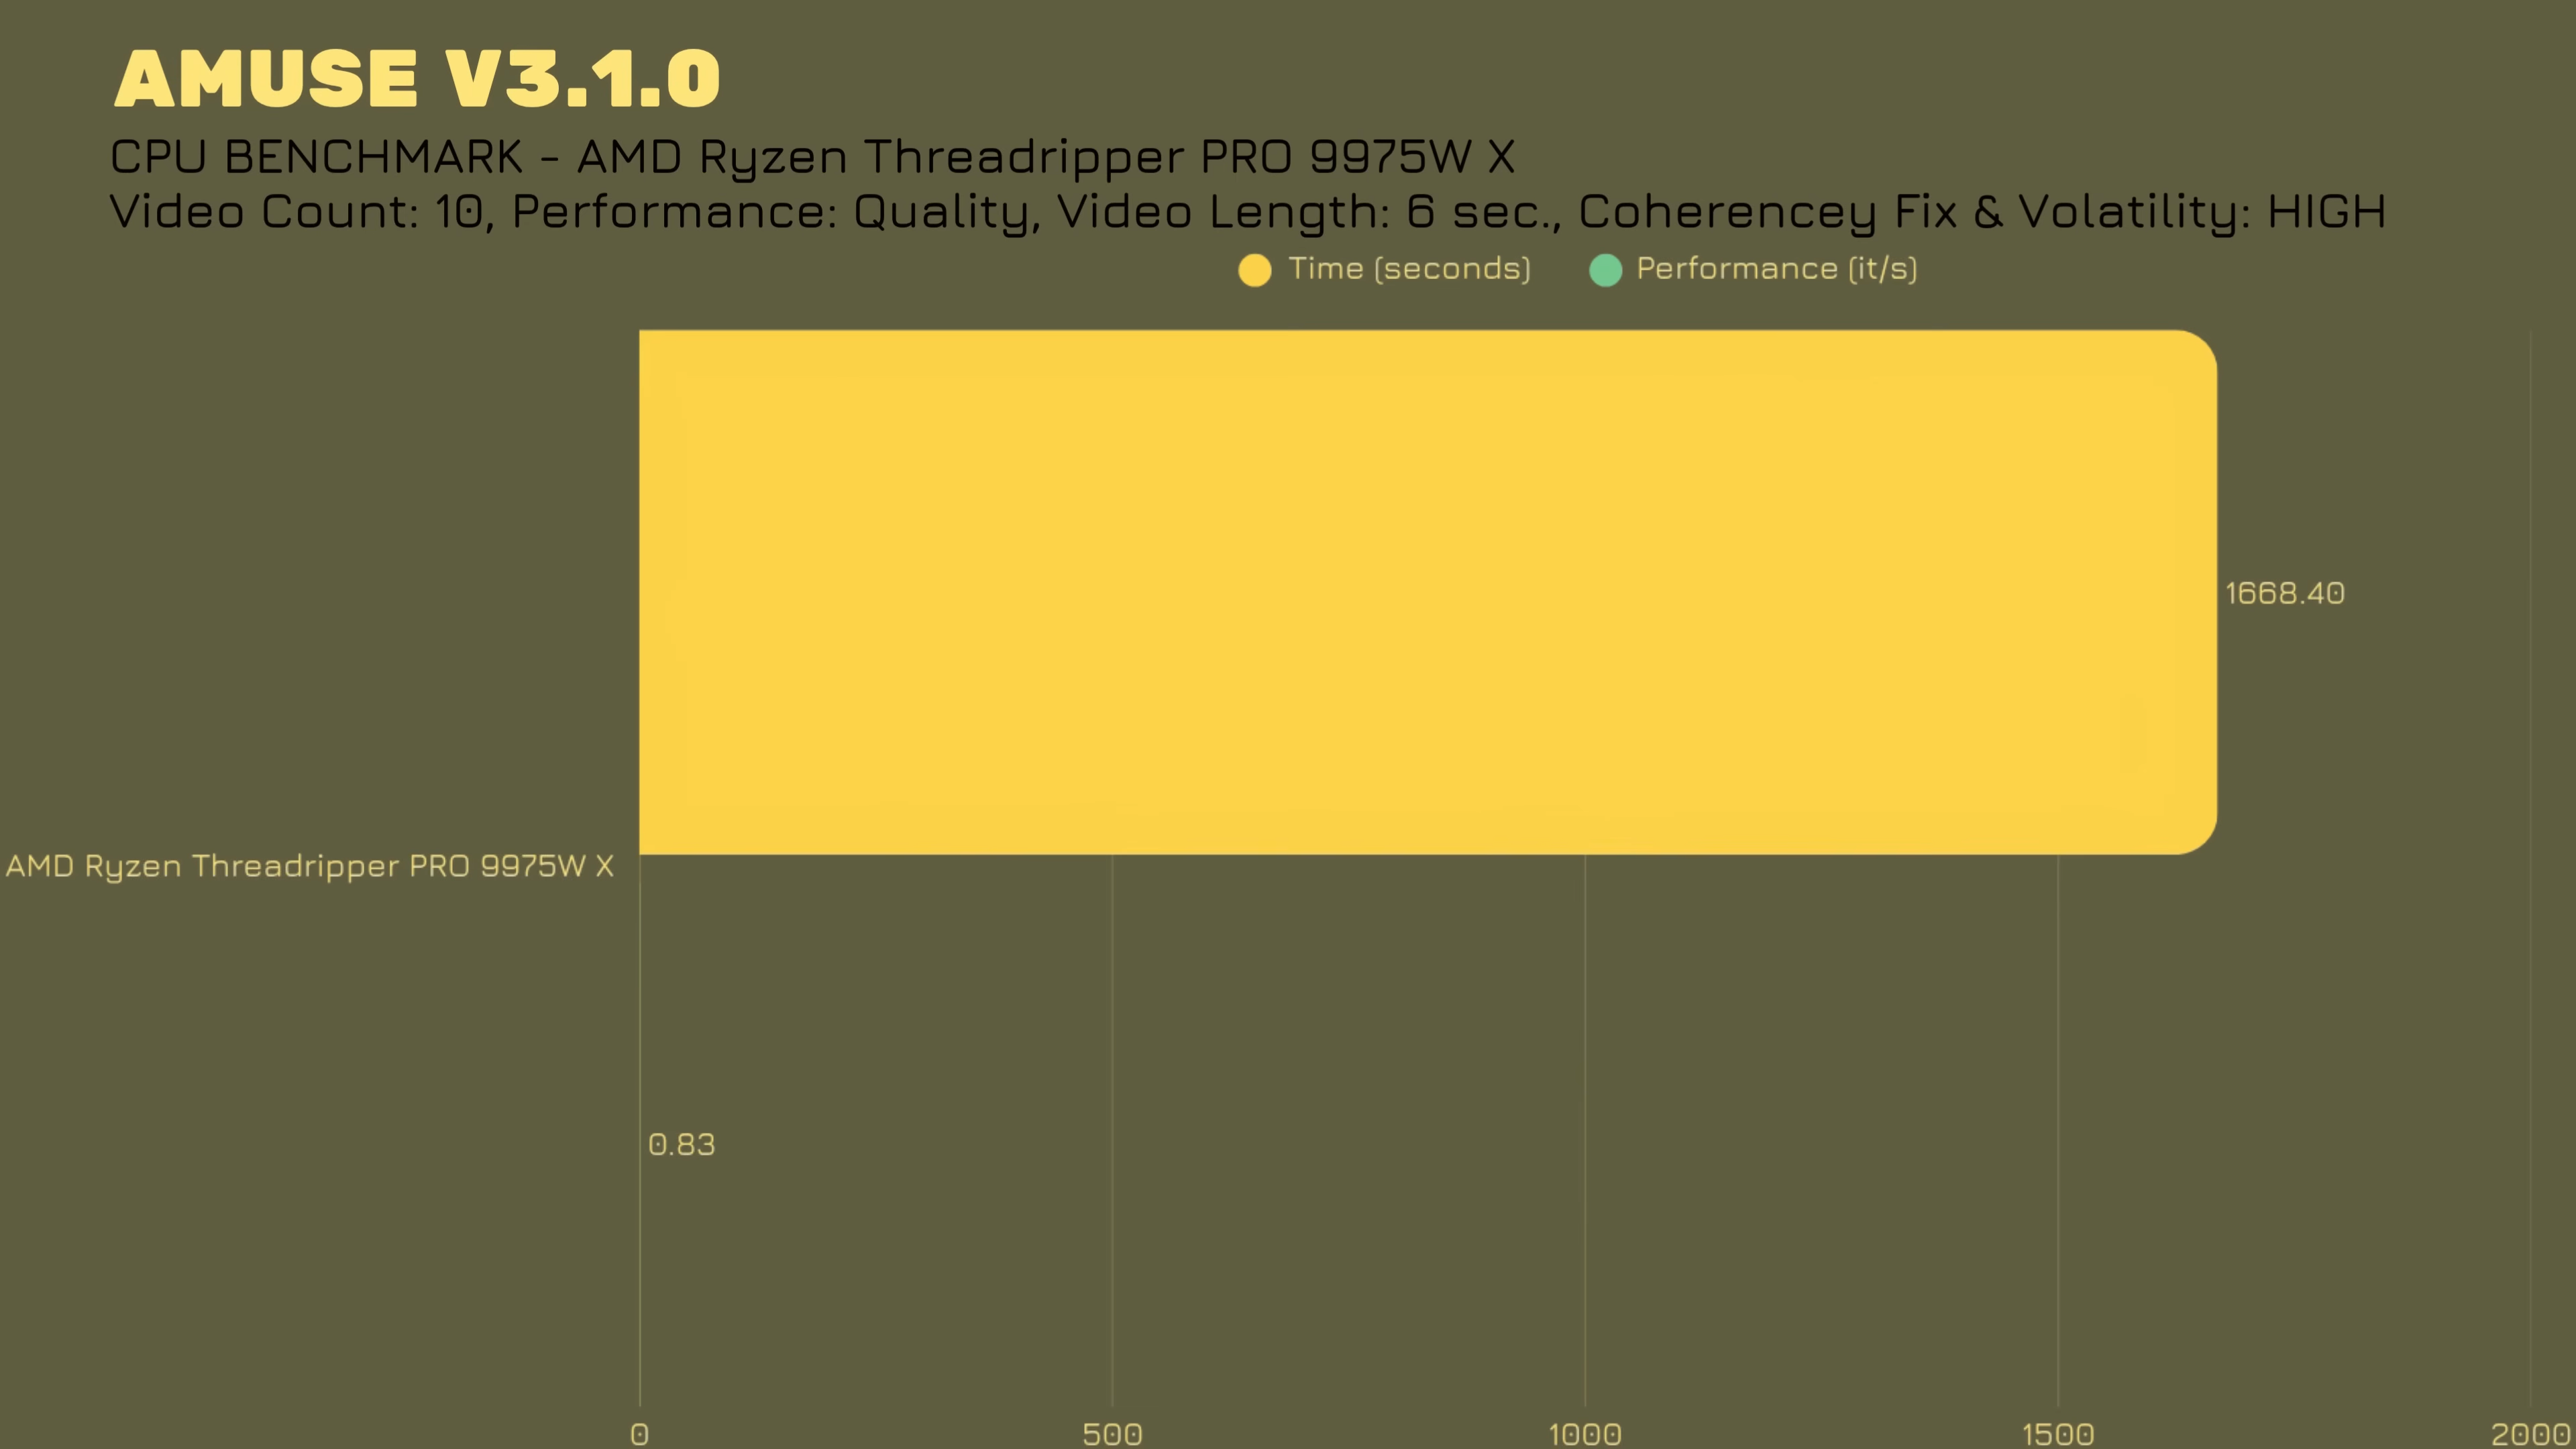 AMUSE V3.1.0
CPU BENCHMARK - AMD Ryzen Threadripper PRO 9975W X
Video Count: 10, Performance: Quality, Video Length: 6 sec., Coherencey Fix & Volatility: HIGH
Time (seconds) Performance (it/s)
1668.40
AMD Ryzen Threadripper PRO 9975W X
0.83
0 500 1000 1500 2000